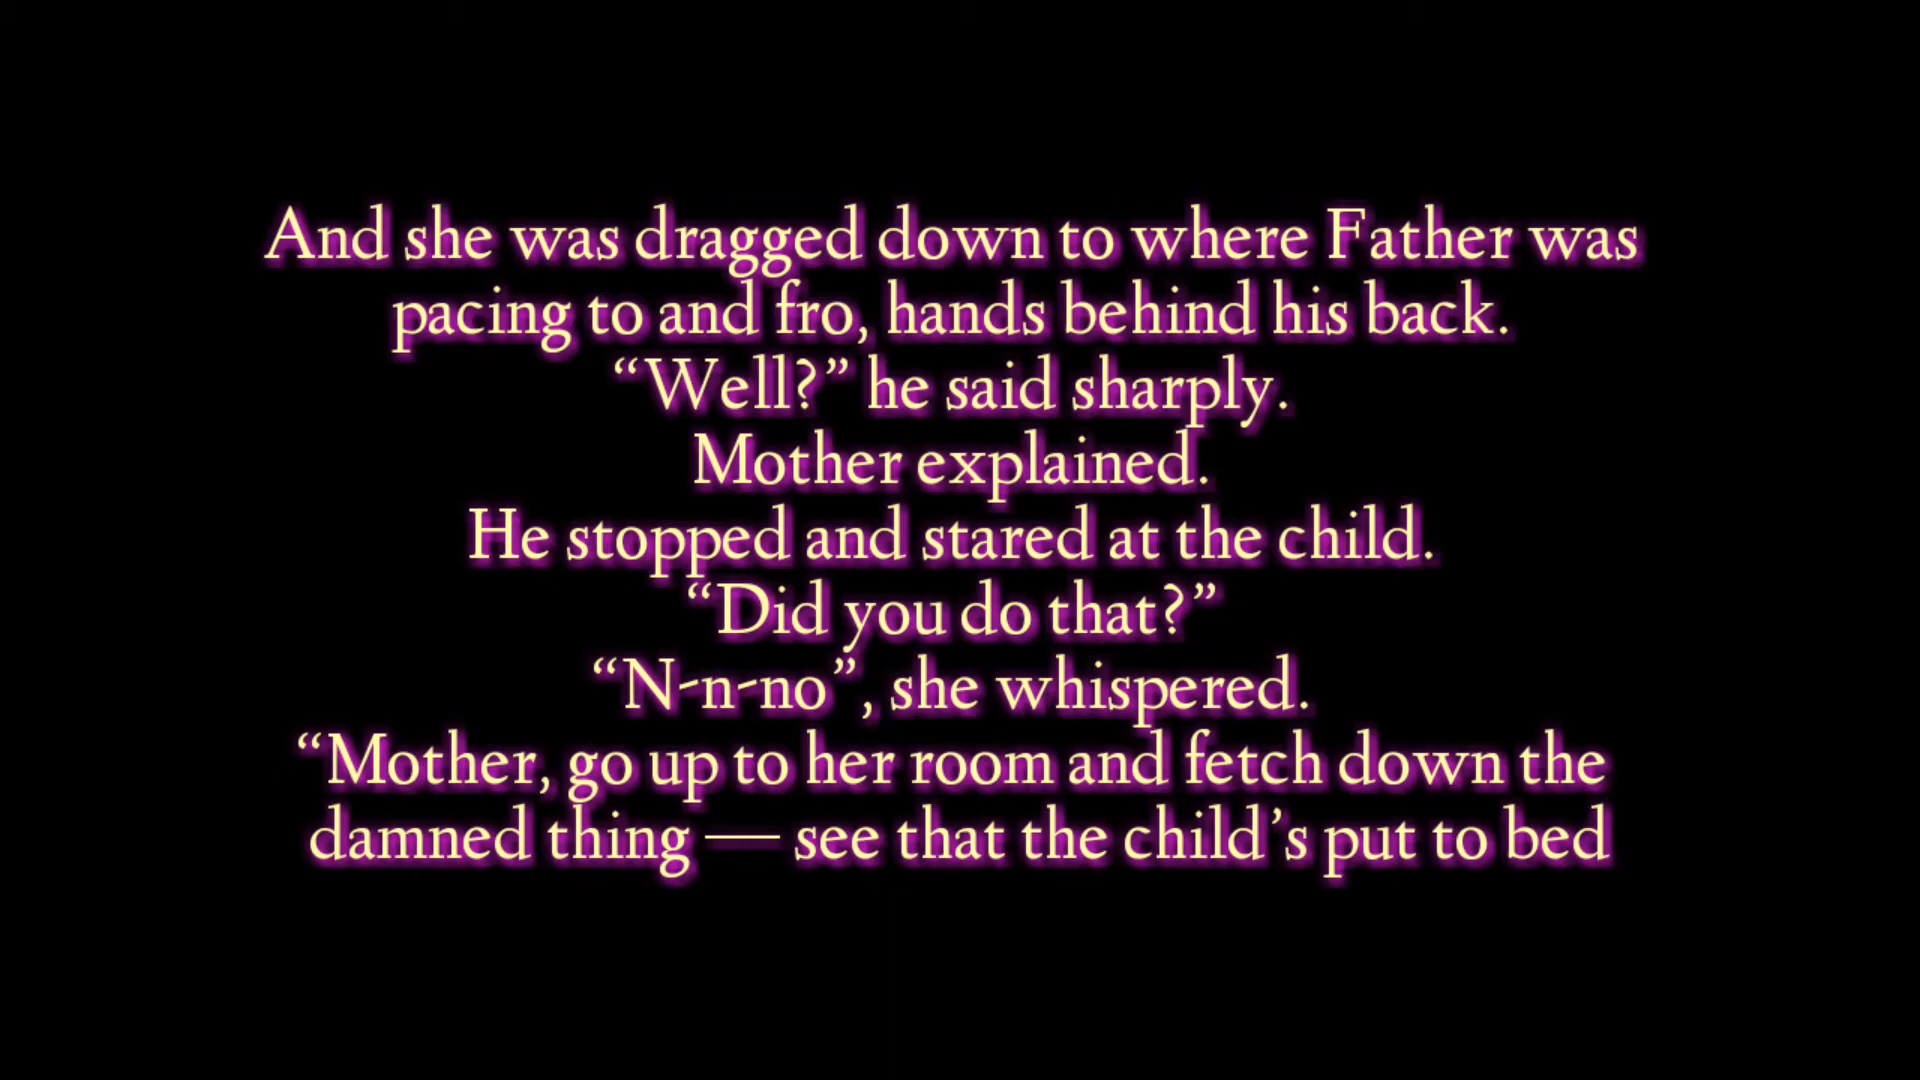 And she was dragged down to where Father was
pacing to and fro, hands behind his back.
“Well?” he said sharply.
Mother explained.
He stopped and stared at the child.
“Did you do that?”
“N-n-no”, she whispered.
“Mother, go up to her room and fetch down the
damned thing — see that the child’s put to bed